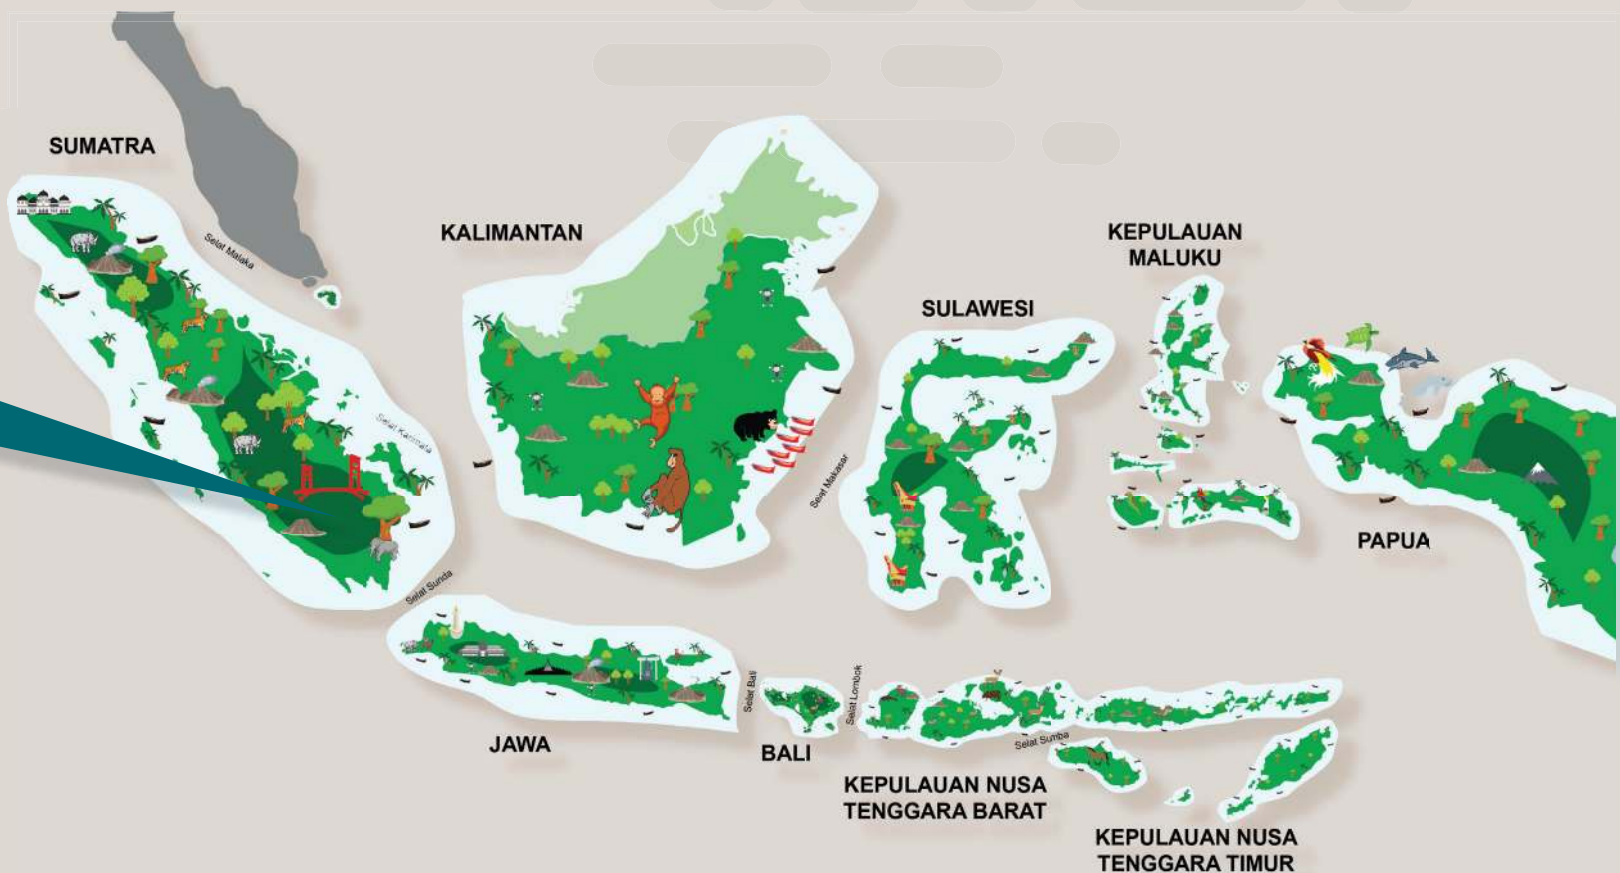 SUMATRA
Selat Malaka
KALIMANTAN
KEPULAUAN
MALUKU
SULAWESI
Selat Karimata
Seat Makasar
PAPUA
Selat Sunda
JAWA
Selat Bali
BALI
Selat Lombok
Selat Sumba
KEPULAUAN NUSA
TENGGARA BARAT
KEPULAUAN NUSA
TENGGARA TIMUR